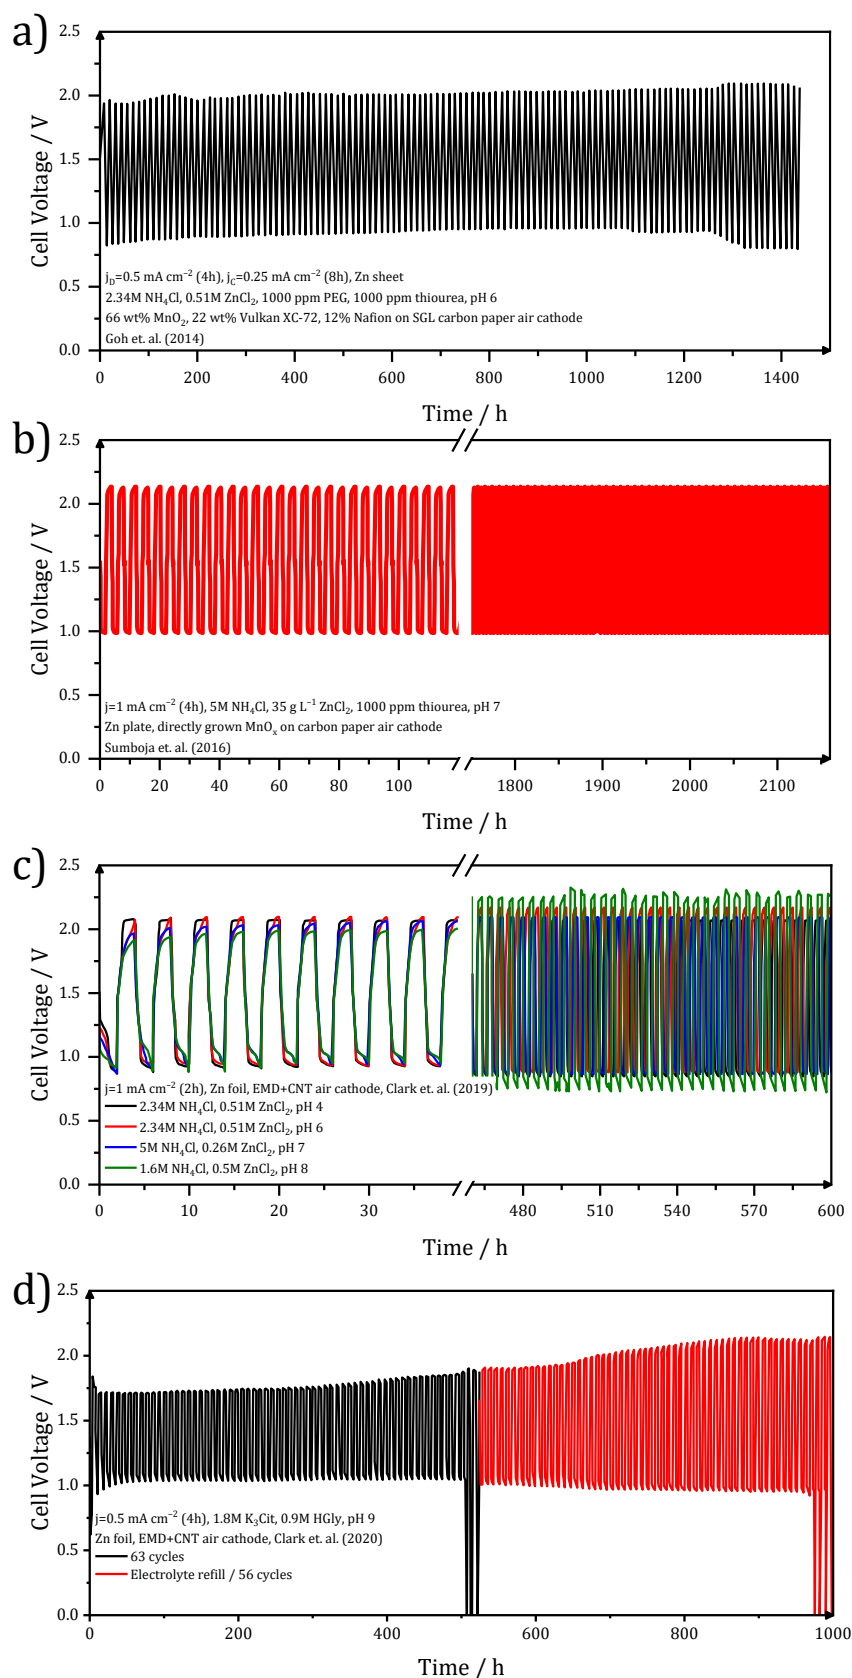 a)
2.5
2.0
1.5
1.0
0.5
0.0
Cell Voltage / V
j_D=0.5 mA cm⁻² (4h), j_C=0.25 mA cm⁻² (8h), Zn sheet
2.34M NH₄Cl, 0.51M ZnCl₂, 1000 ppm PEG, 1000 ppm thiourea, pH 6
66 wt% MnO₂, 22 wt% Vulkan XC-72, 12% Nafion on SGL carbon paper air cathode
Goh et. al. (2014)
0 200 400 600 800 1000 1200 1400
Time / h
b)
2.5
2.0
1.5
1.0
0.5
0.0
Cell Voltage / V
j=1 mA cm⁻² (4h), 5M NH₄Cl, 35 g L⁻¹ ZnCl₂, 1000 ppm thiourea, pH 7
Zn plate, directly grown MnOₓ on carbon paper air cathode
Sumboja et. al. (2016)
0 20 40 60 80 100 1800 1900 2000 2100
Time / h
c)
2.5
2.0
1.5
1.0
0.5
0.0
Cell Voltage / V
j=1 mA cm⁻² (2h), Zn foil, EMD+CNT air cathode, Clark et. al. (2019)
2.34M NH₄Cl, 0.51M ZnCl₂, pH 4
2.34M NH₄Cl, 0.51M ZnCl₂, pH 6
5M NH₄Cl, 0.26M ZnCl₂, pH 7
1.6M NH₄Cl, 0.5M ZnCl₂, pH 8
0 10 20 30 480 510 540 570 600
Time / h
d)
2.5
2.0
1.5
1.0
0.5
0.0
Cell Voltage / V
j=0.5 mA cm⁻² (4h), 1.8M K₃Cit, 0.9M HGly, pH 9
Zn foil, EMD+CNT air cathode, Clark et. al. (2020)
63 cycles
Electrolyte refill / 56 cycles
0 200 400 600 800 1000
Time / h